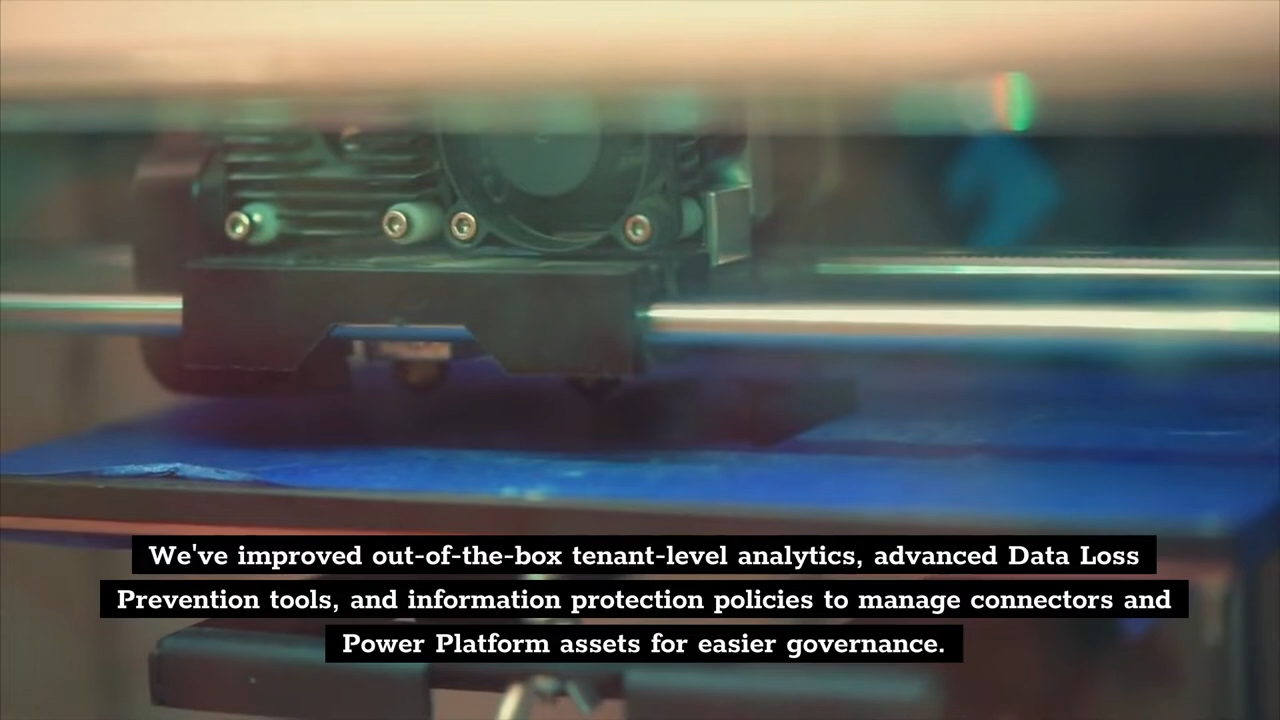 We've improved out-of-the-box tenant-level analytics, advanced Data Loss
Prevention tools, and information protection policies to manage connectors and
Power Platform assets for easier governance.